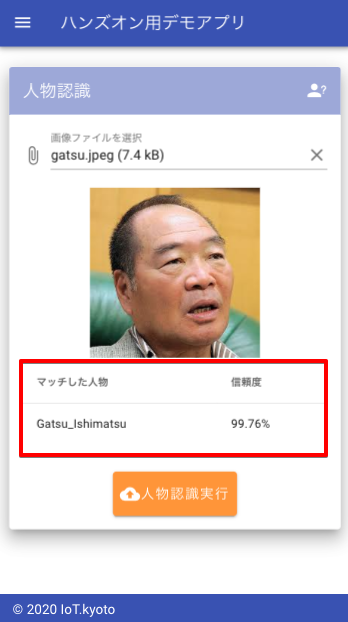 ハンズオン用デモアプリ
人物認識
画像ファイルを選択
gatsu.jpeg (7.4 kB)
マッチした人物 信頼度
Gatsu_Ishimatsu 99.76%
人物認識実行
© 2020 IoT.kyoto